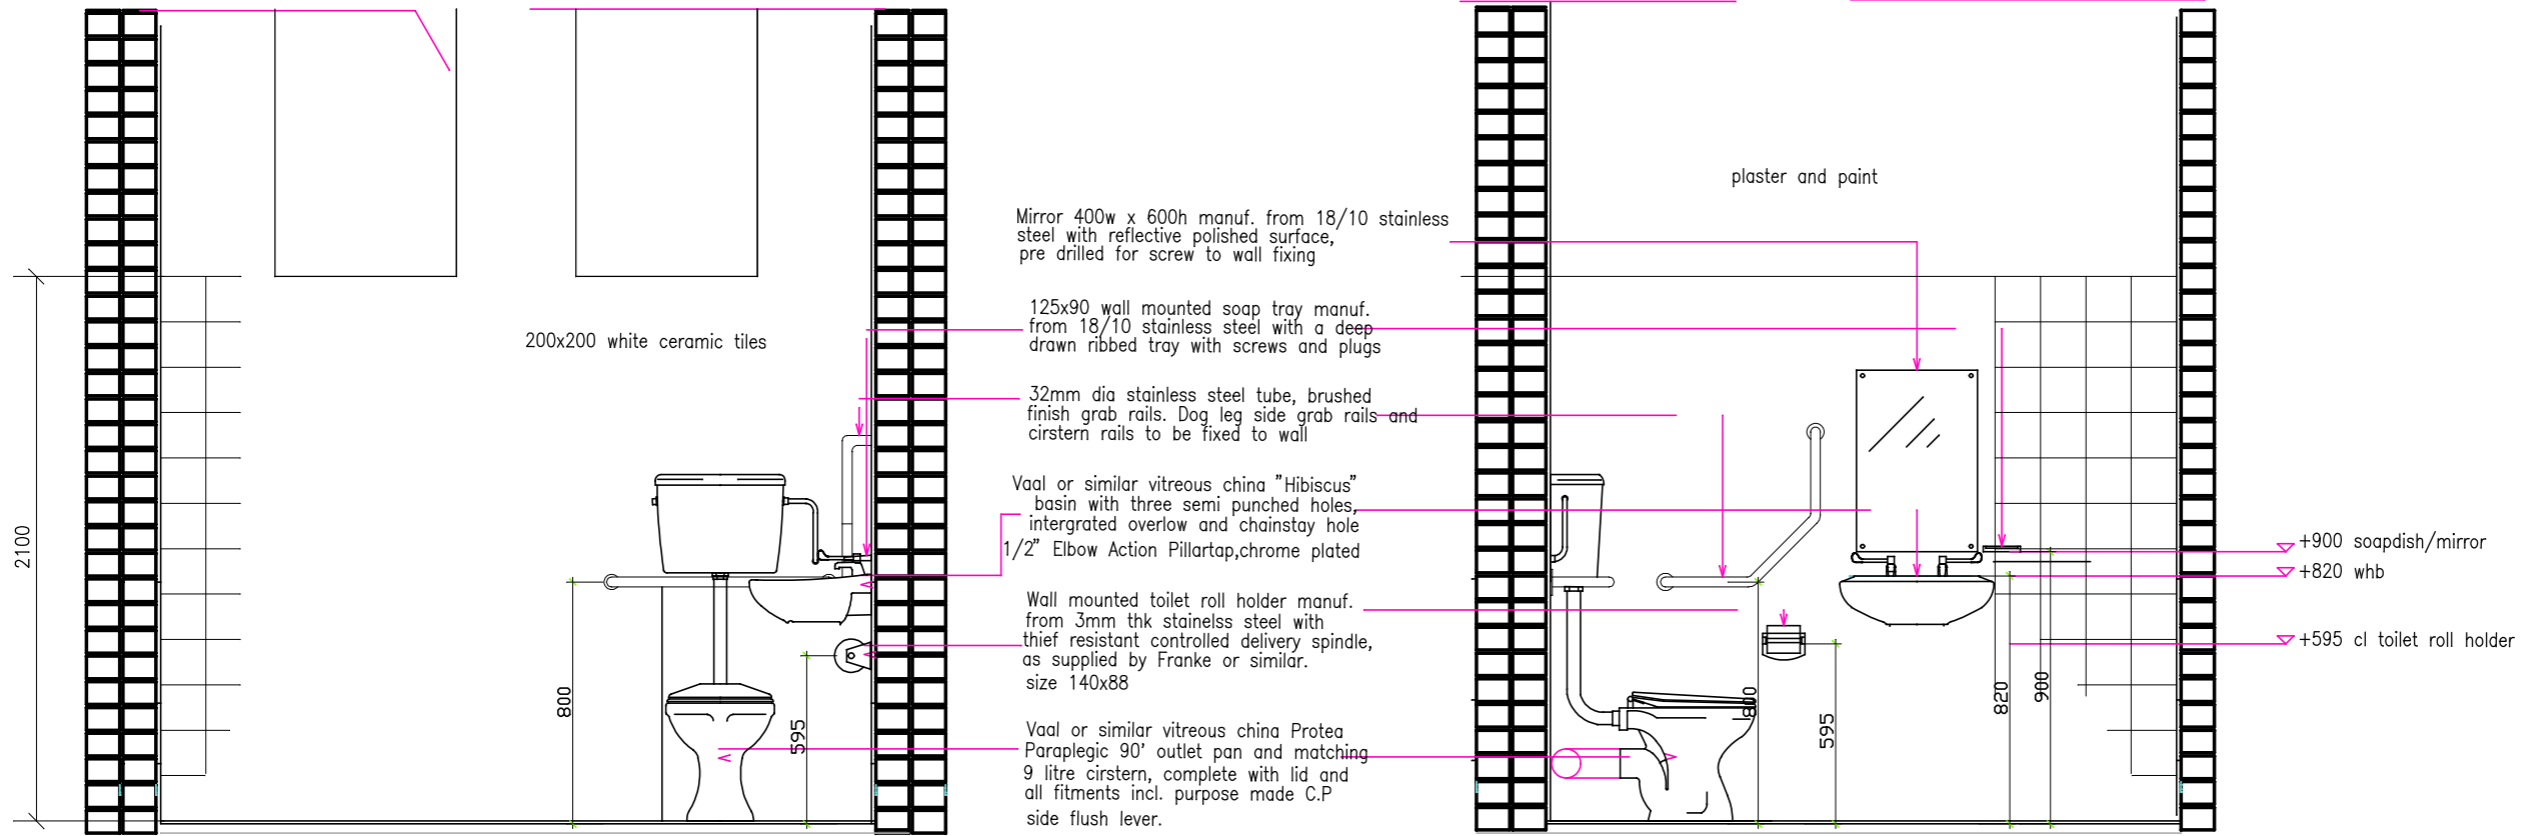 plaster and paint
Mirror 400w x 600h manuf. from 18/10 stainless
steel with reflective polished surface,
pre drilled for screw to wall fixing
125x90 wall mounted soap tray manuf.
from 18/10 stainless steel with a deep
drawn ribbed tray with screws and plugs
200x200 white ceramic tiles
32mm dia stainless steel tube, brushed
finish grab rails. Dog leg side grab rails and
cirstern rails to be fixed to wall
Vaal or similar vitreous china "Hibiscus"
basin with three semi punched holes,
intergrated overlow and chainstay hole
1/2" Elbow Action Pillartap,chrome plated
Wall mounted toilet roll holder manuf.
from 3mm thk stainelss steel with
thief resistant controlled delivery spindle,
as supplied by Franke or similar.
size 140x88
Vaal or similar vitreous china Protea
Paraplegic 90' outlet pan and matching
9 litre cirstern, complete with lid and
all fitments incl. purpose made C.P
side flush lever.
2100
800
595
800
595
820
900
+900 soapdish/mirror
+820 whb
+595 cl toilet roll holder